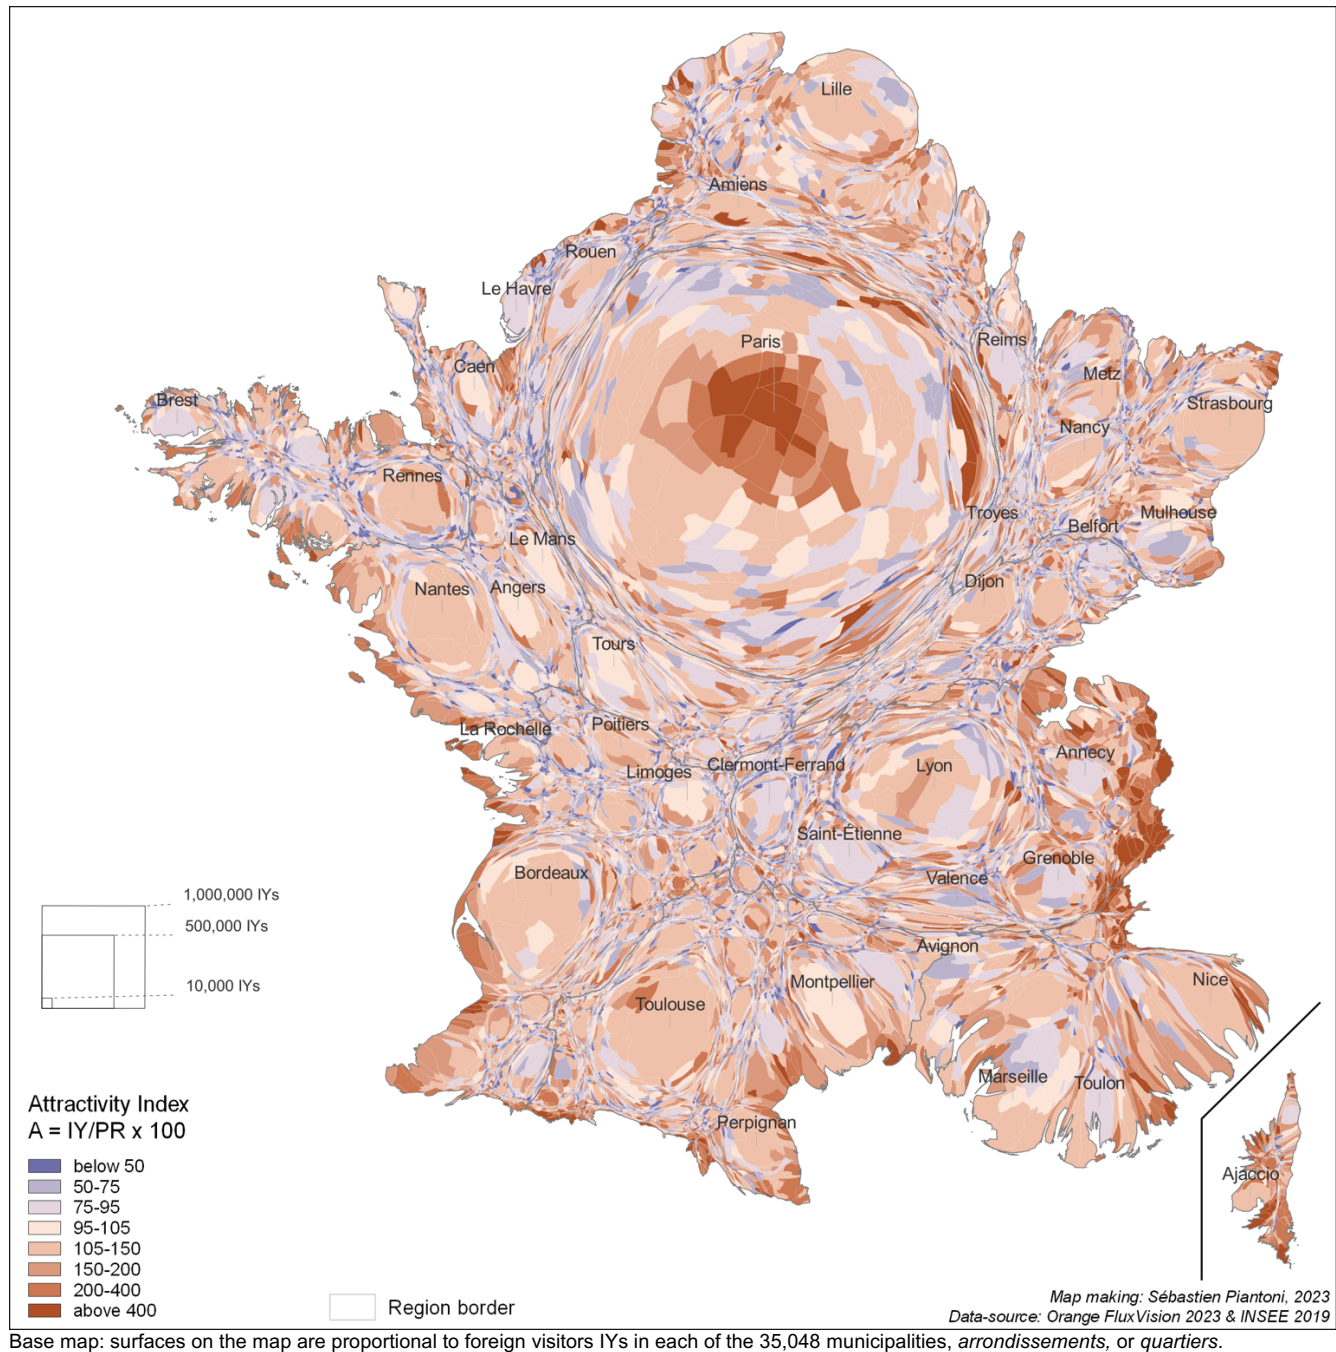 Lille
Amiens
Rouen
Le Havre
Paris
Reims
Caen
Metz
Brest
Strasbourg
Nancy
Rennes
Troyes
Mulhouse
Belfort
Le Mans
Dijon
Nantes
Angers
Tours
La Rochelle
Poitiers
Annecy
Limoges
Clermont-Ferrand
Lyon
Saint-Étienne
Grenoble
Bordeaux
Valence
1,000,000 IYs
500,000 IYs
Avignon
10,000 IYs
Montpellier
Nice
Toulouse
Marseille
Toulon
Perpignan
Ajaccio
Attractivity Index
A = IY/PR x 100
below 50
50-75
75-95
95-105
105-150
150-200
200-400
above 400
Region border
Map making: Sébastien Piantoni, 2023
Data-source: Orange FluxVision 2023 & INSEE 2019
Base map: surfaces on the map are proportional to foreign visitors IYs in each of the 35,048 municipalities, arrondissements, or quartiers.